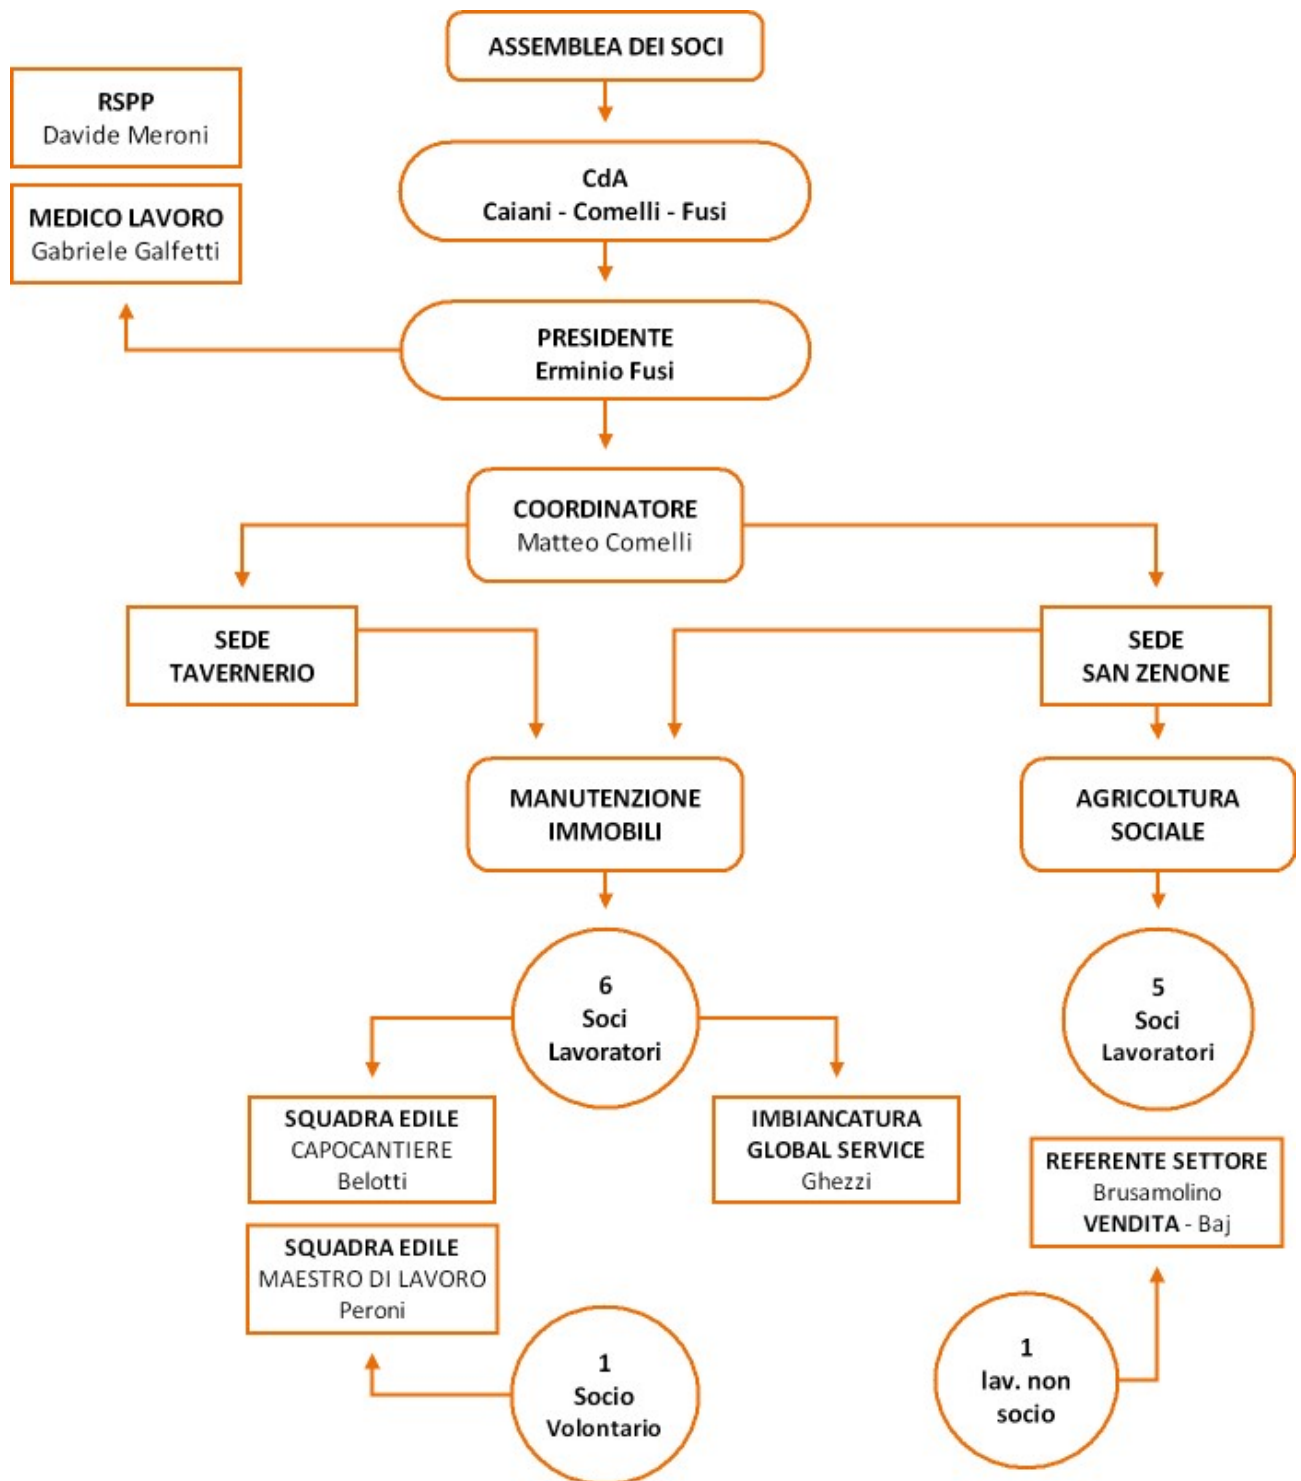 ASSEMBLEA DEI SOCI
RSPP
Davide Meroni
MEDICO LAVORO
Gabriele Galfetti
CdA
Caiani - Comelli - Fusi
PRESIDENTE
Erminio Fusi
COORDINATORE
Matteo Comelli
SEDE
TAVERNERIO
SEDE
SAN ZENONE
MANUTENZIONE
IMMOBILI
AGRICOLTURA
SOCIALE
6
Soci
Lavoratori
5
Soci
Lavoratori
SQUADRA EDILE
CAPOCANTIERE
Belotti
IMBIANCATURA
GLOBAL SERVICE
Ghezzi
REFERENTE SETTORE
Brusamolino
VENDITA - Baj
SQUADRA EDILE
MAESTRO DI LAVORO
Peroni
1
Socio
Volontario
1
lav. non
socio